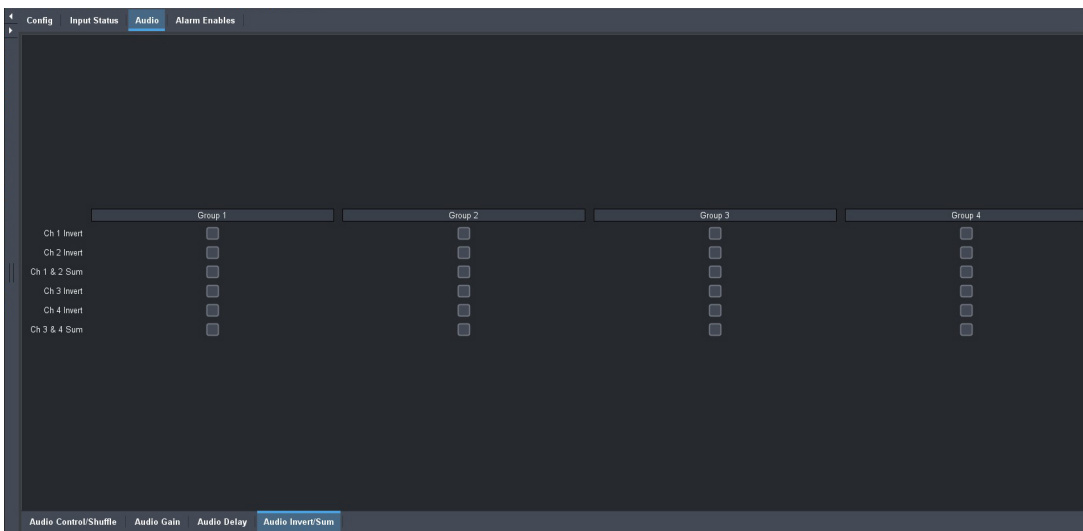 Config Input Status Audio Alarm Enables
Group 1 Group 2 Group 3 Group 4
Ch 1 Invert
Ch 2 Invert
Ch 1 & 2 Sum
Ch 3 Invert
Ch 4 Invert
Ch 3 & 4 Sum
Audio Control/Shuffle Audio Gain Audio Delay Audio Invert/Sum